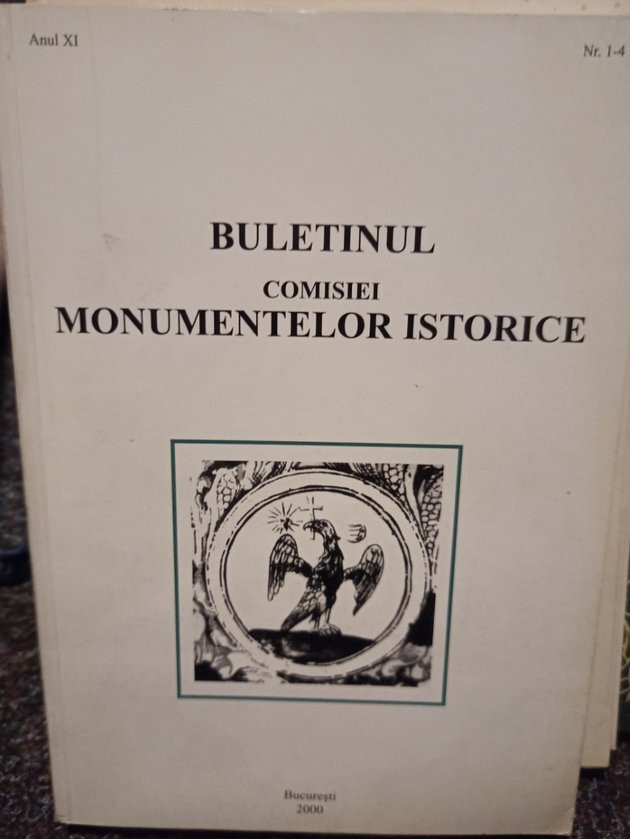 Anul XI
Nr. 1-4
BULETINUL
COMISIEI
MONUMENTELOR ISTORICE
București
2000